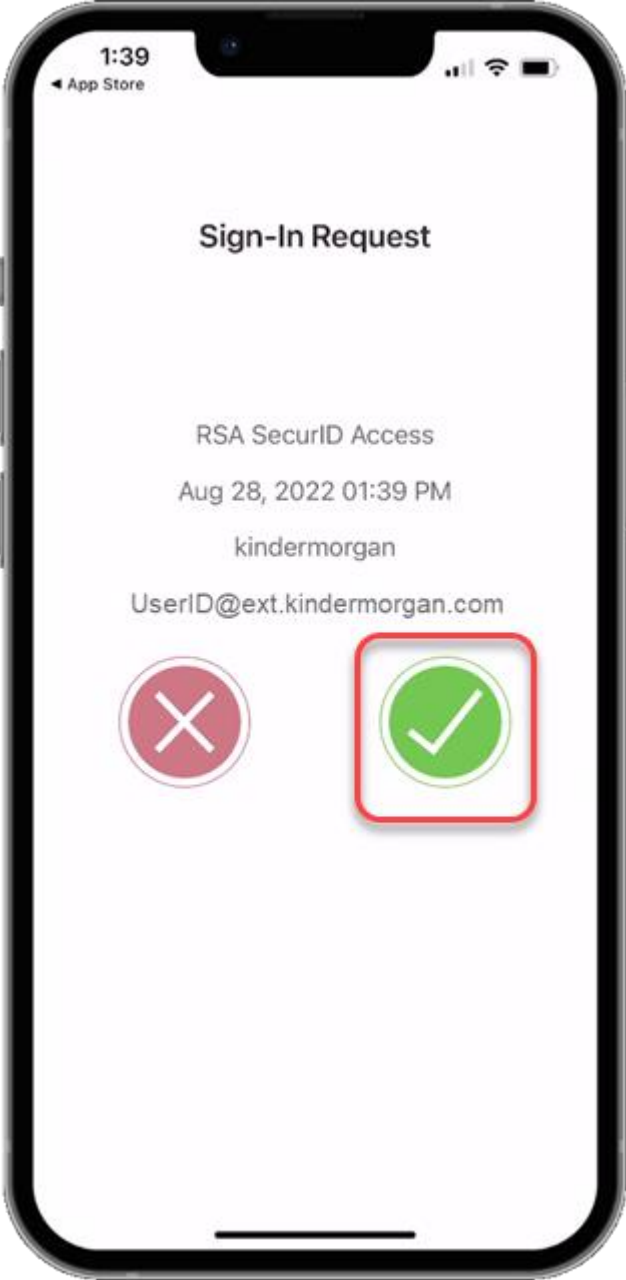 1:39
◀ App Store
Sign-In Request
RSA SecurID Access
Aug 28, 2022 01:39 PM
kindermorgan
UserID@ext.kindermorgan.com